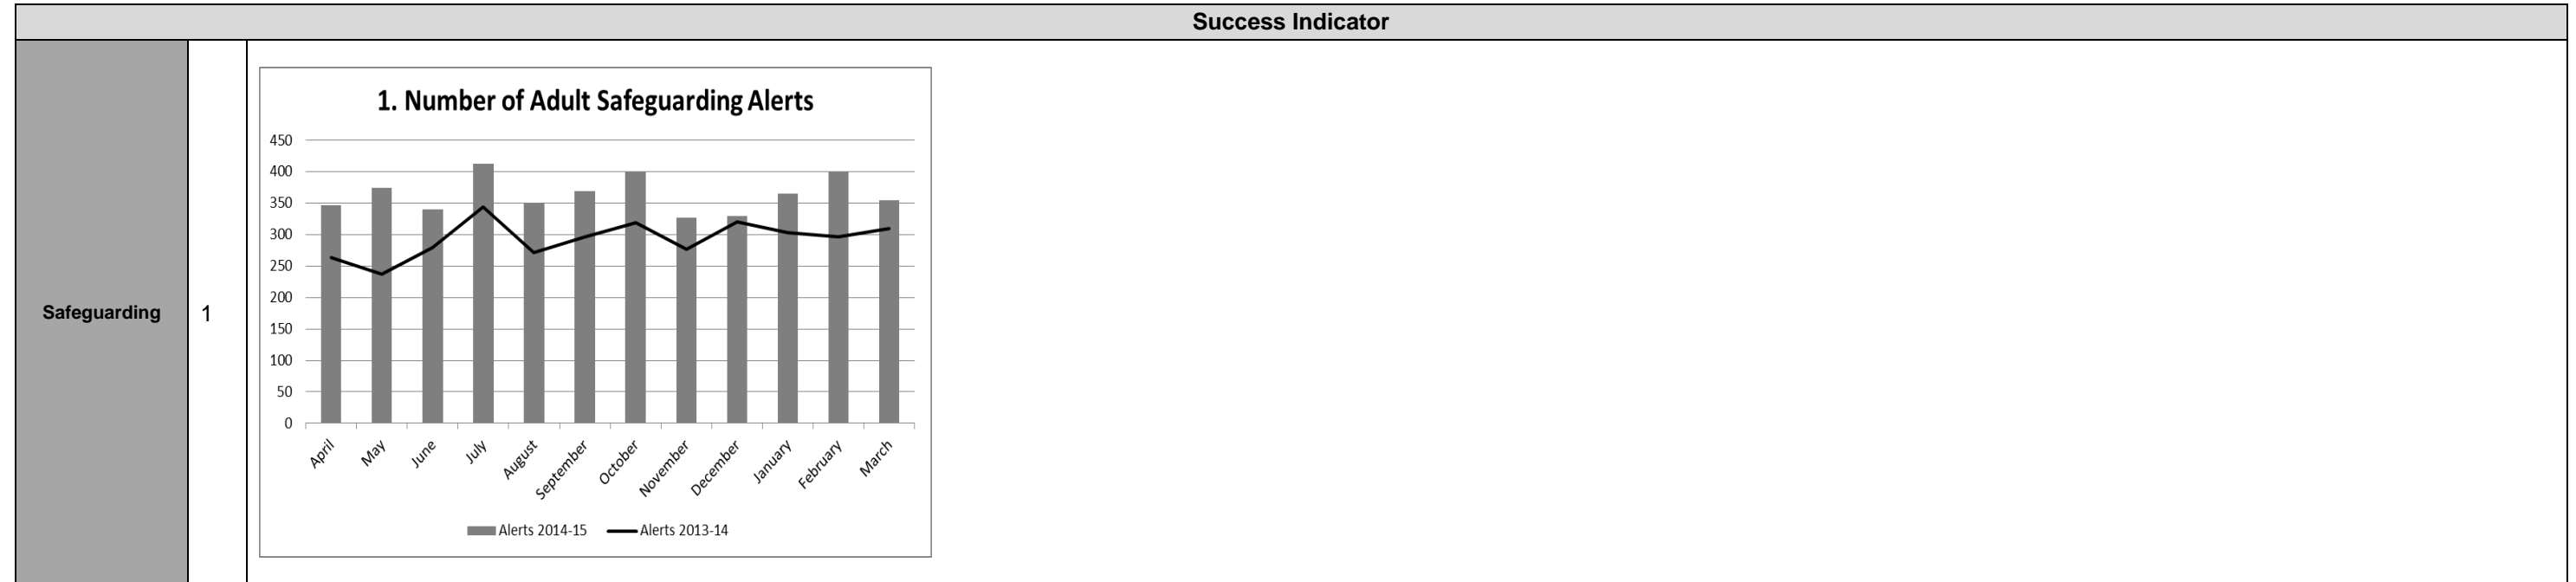 Success Indicator
Safeguarding
1
1. Number of Adult Safeguarding Alerts
450
400
350
300
250
200
150
100
50
0
April
May
June
July
August
September
October
November
December
January
February
March
Alerts 2014-15
Alerts 2013-14